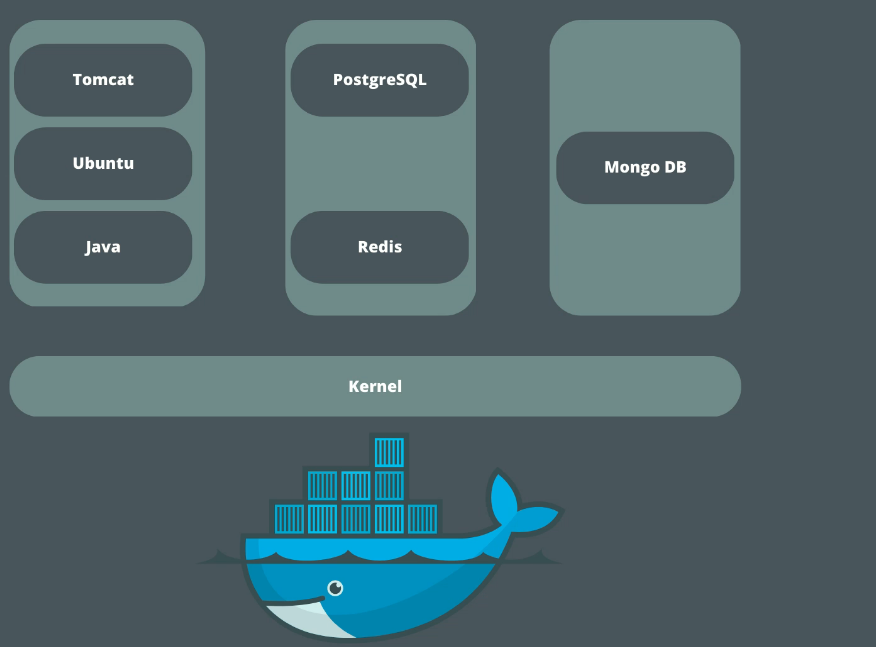 Tomcat
Ubuntu
Java
PostgreSQL
Redis
Mongo DB
Kernel